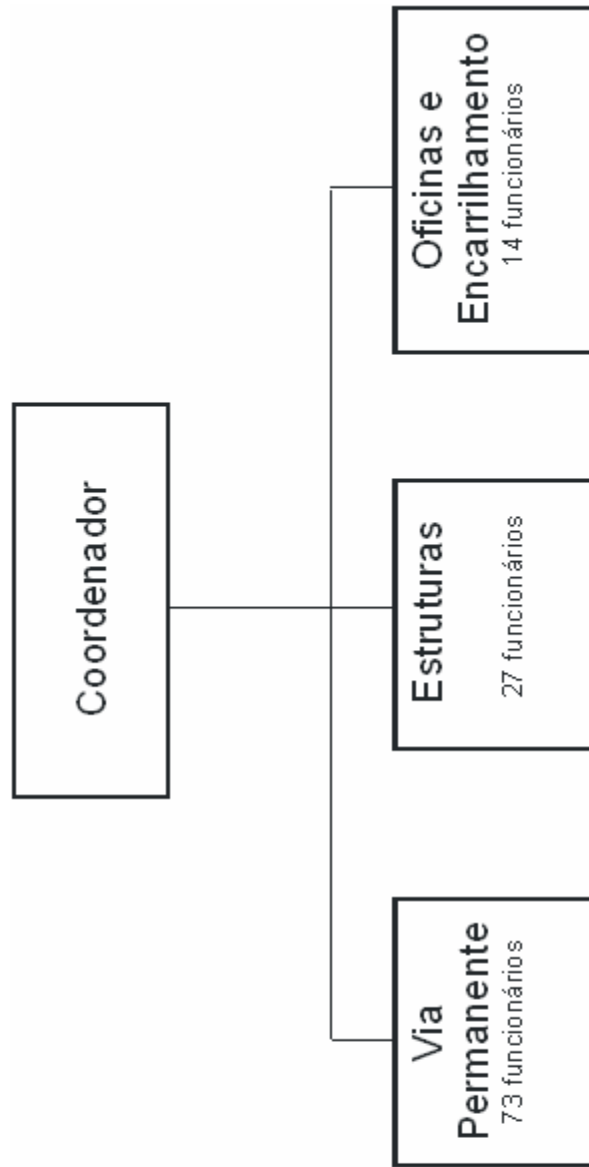 Coordenador
Via
Permanente
73 funcionários
Estruturas
27 funcionários
Oficinas e
Encarrilhamento
14 funcionários